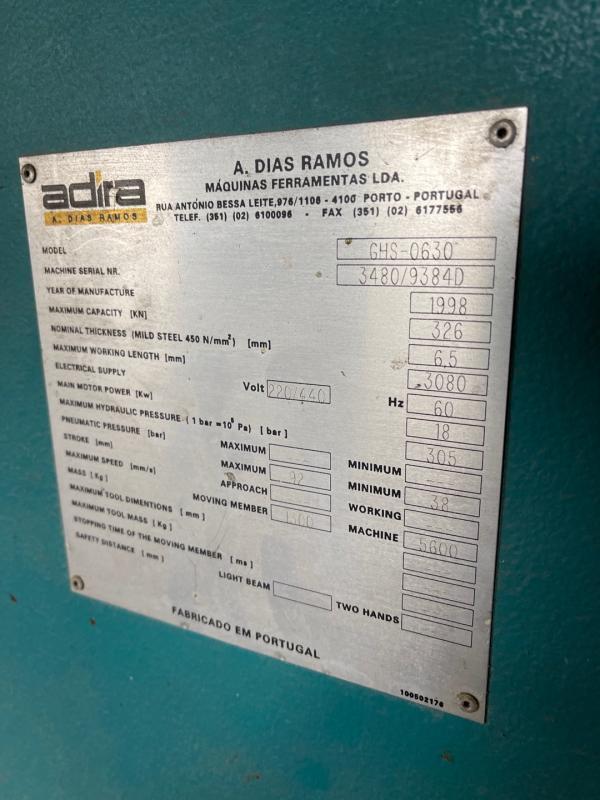 adira
A. DIAS RAMOS
A. DIAS RAMOS
MÁQUINAS FERRAMENTAS LDA.
RUA ANTÓNIO BESSA LEITE,976/1106 - 4100 PORTO - PORTUGAL
TELEF. (351) (02) 6100096 - FAX (351) (02) 6177556
MODEL GHS-0630
MACHINE SERIAL NR. 3480/9384D
YEAR OF MANUFACTURE 1998
MAXIMUM CAPACITY [KN] 326
NOMINAL THICKNESS (MILD STEEL 450 N/mm²) [mm] 6,5
MAXIMUM WORKING LENGTH [mm] 3080
ELECTRICAL SUPPLY Volt 220/440 Hz 60
MAIN MOTOR POWER [Kw] 18
MAXIMUM HYDRAULIC PRESSURE (1 bar =10⁵ Pa) [bar] 305
PNEUMATIC PRESSURE [bar] MAXIMUM MINIMUM
STROKE [mm] MAXIMUM 92 MINIMUM 38
MAXIMUM SPEED [mm/s] APPROACH WORKING
MASS [Kg] MOVING MEMBER 1500 MACHINE 5600
MAXIMUM TOOL DIMENTIONS [mm]
MAXIMUM TOOL MASS [Kg]
STOPPING TIME OF THE MOVING MEMBER [ms]
SAFETY DISTANCE [mm] LIGHT BEAM TWO HANDS
FABRICADO EM PORTUGAL
100502176